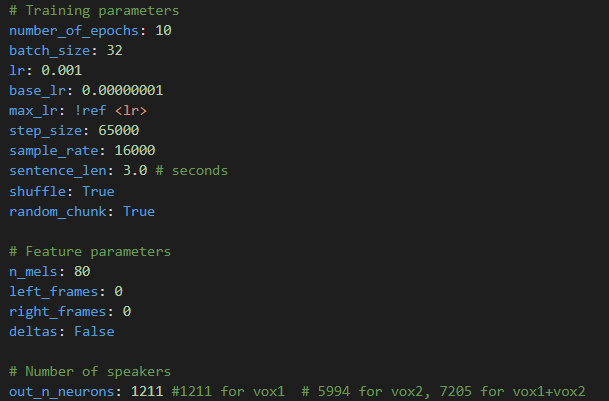 # Training parameters
number_of_epochs: 10
batch_size: 32
lr: 0.001
base_lr: 0.00000001
max_lr: !ref <lr>
step_size: 65000
sample_rate: 16000
sentence_len: 3.0 # seconds
shuffle: True
random_chunk: True
# Feature parameters
n_mels: 80
left_frames: 0
right_frames: 0
deltas: False
# Number of speakers
out_n_neurons: 1211 #1211 for vox1  # 5994 for vox2, 7205 for vox1+vox2